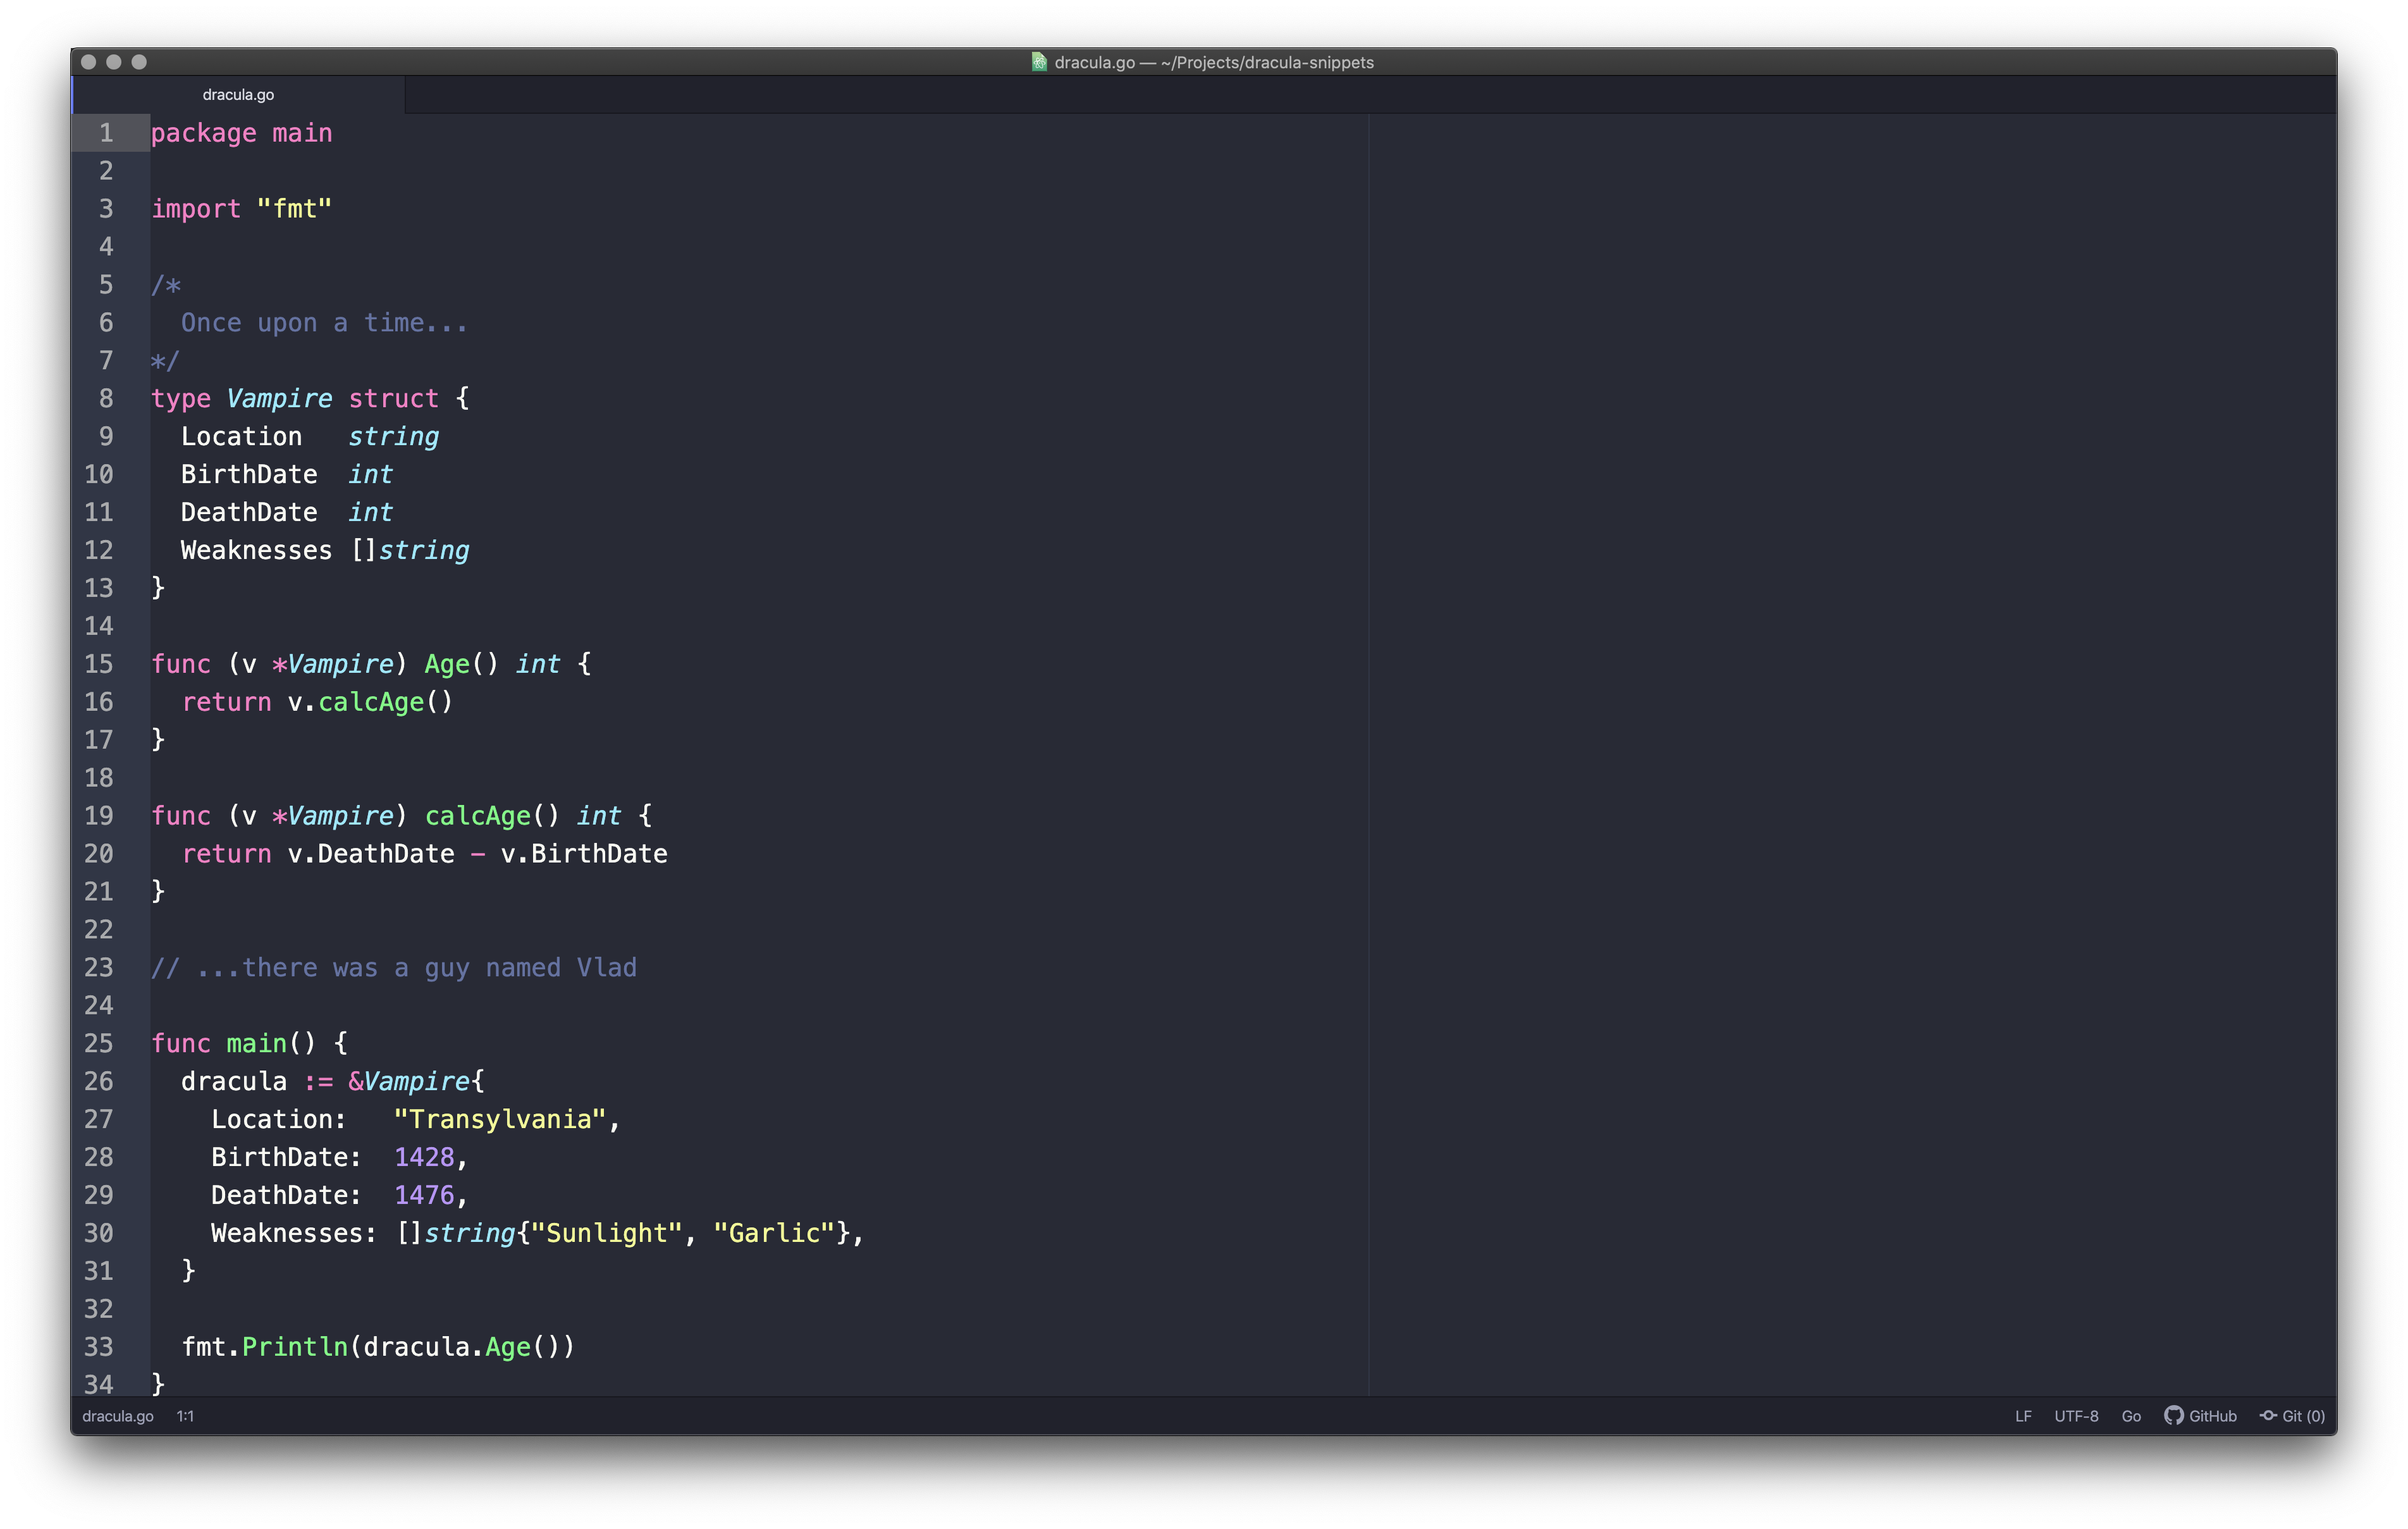 dracula.go — ~/Projects/dracula-snippets
dracula.go
1 package main
2
3 import "fmt"
4
5 /*
6   Once upon a time...
7 */
8 type Vampire struct {
9   Location   string
10   BirthDate  int
11   DeathDate  int
12   Weaknesses []string
13 }
14
15 func (v *Vampire) Age() int {
16   return v.calcAge()
17 }
18
19 func (v *Vampire) calcAge() int {
20   return v.DeathDate - v.BirthDate
21 }
22
23 // ...there was a guy named Vlad
24
25 func main() {
26   dracula := &Vampire{
27     Location:   "Transylvania",
28     BirthDate:  1428,
29     DeathDate:  1476,
30     Weaknesses: []string{"Sunlight", "Garlic"},
31   }
32
33   fmt.Println(dracula.Age())
34 }
dracula.go 1:1 LF UTF-8 Go GitHub Git (0)